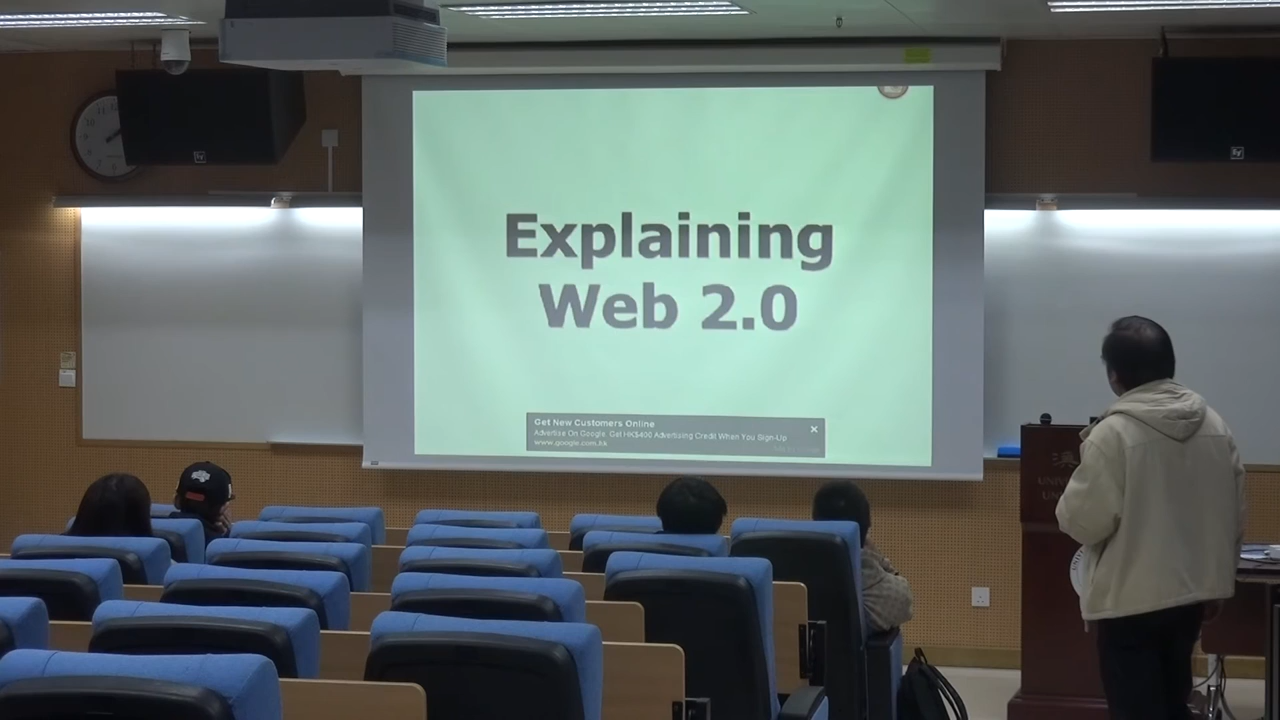 Explaining
Web 2.0
Get New Customers Online
Advertise On Google. Get HK$400 Advertising Credit When You Sign-Up
www.google.com.hk